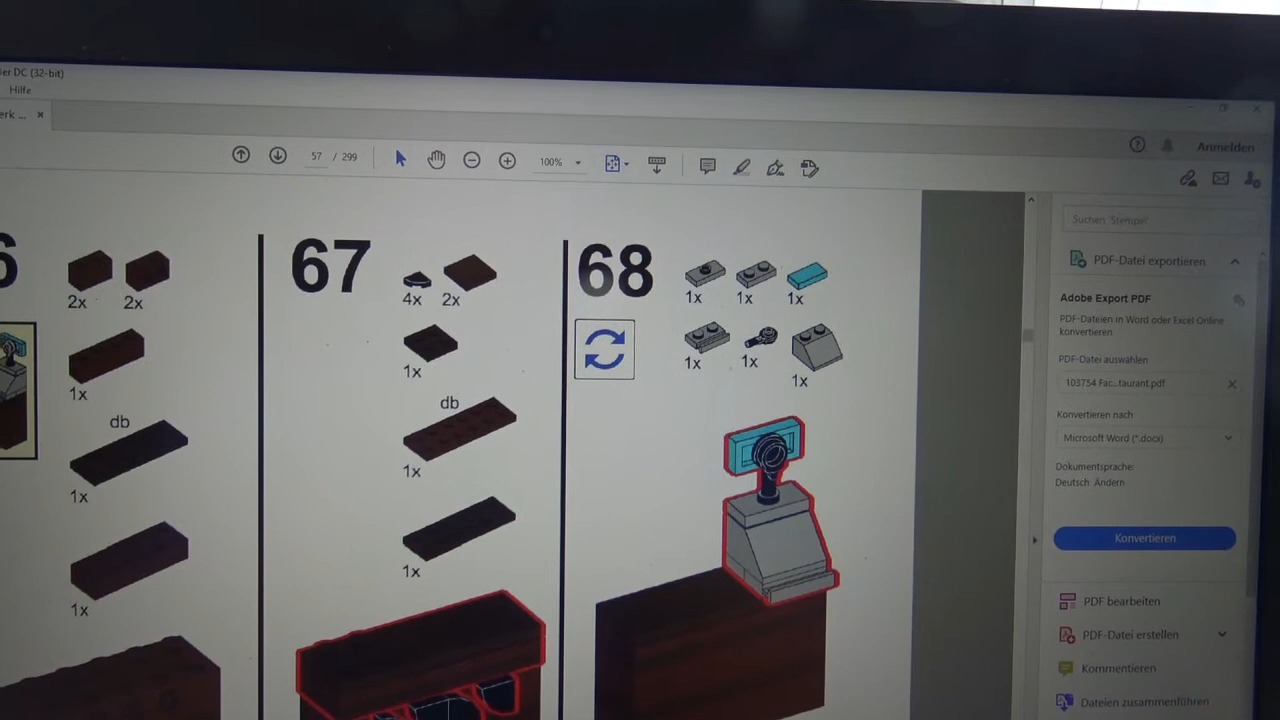 ier DC (32-bit)
Hilfe
erk ... ×
57 / 299
100%
Anmelden
6
2x 2x
1x
db
1x
1x
67
4x 2x
1x
db
1x
1x
68
1x 1x 1x
1x 1x
1x
Suchen 'Stempel'
PDF-Datei exportieren
Adobe Export PDF
PDF-Dateien in Word oder Excel Online
konvertieren
PDF-Datei auswählen
103754 Fac...taurant.pdf ×
Konvertieren nach
Microsoft Word (*.docx)
Dokumentsprache:
Deutsch Ändern
Konvertieren
PDF bearbeiten
PDF-Datei erstellen
Kommentieren
Dateien zusammenführen